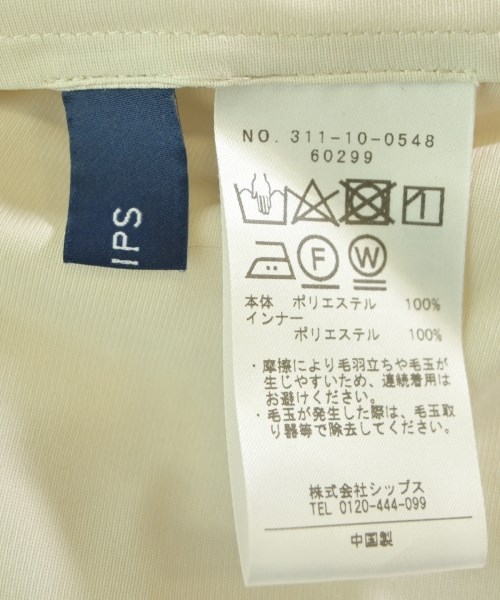 IPS
NO. 311-10-0548
60299
F W
本体 ポリエステル 100%
インナー
ポリエステル 100%
・摩擦により毛羽立ちや毛玉が
生じやすいため、連続着用は
お避けください。
・毛玉が発生した際は、毛玉取
り器等で除去してください。
株式会社シップス
TEL 0120-444-099
中国製